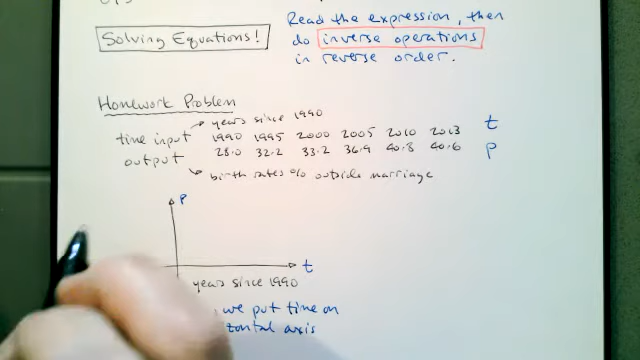 Solving Equations!
Read the expression, then
do inverse operations
in reverse order.
Homework Problem
years since 1990
time input 1990 1995 2000 2005 2010 2013 t
output 28.0 32.2 33.2 36.9 40.8 40.6 P
birth rates % outside marriage
P
t
years since 1990
we put time on
axis